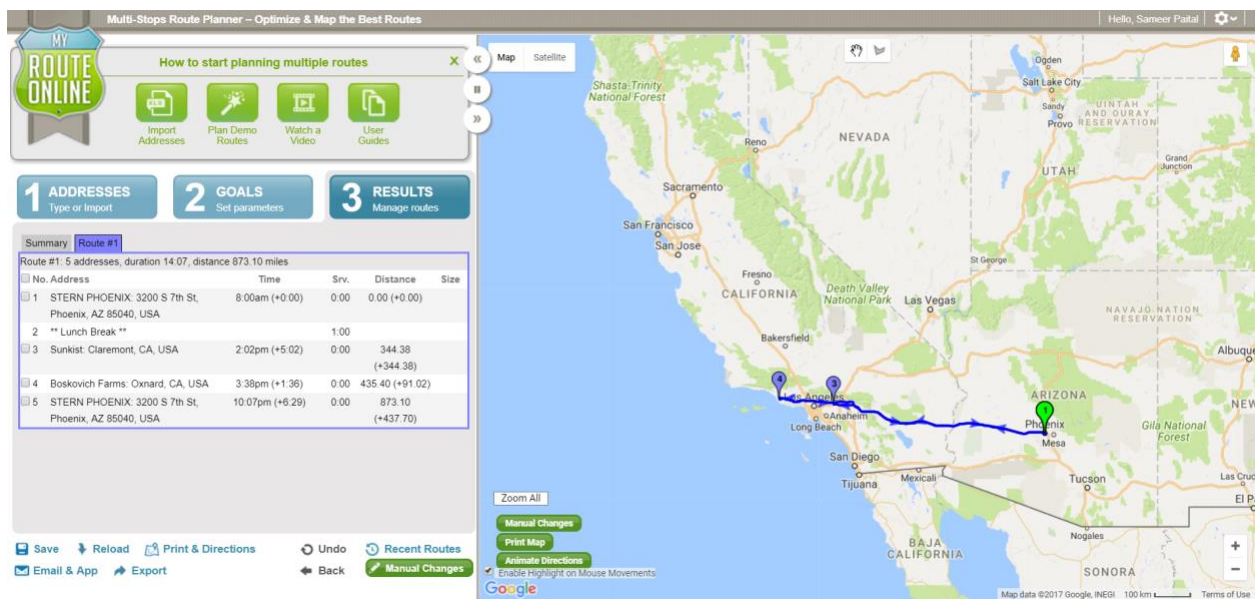 Multi-Stops Route Planner – Optimize & Map the Best Routes
Hello, Sameer Paital
MY
ROUTE
ONLINE
How to start planning multiple routes
X
Import
Addresses
Plan Demo
Routes
Watch a
Video
User
Guides
1 ADDRESSES
Type or Import
2 GOALS
Set parameters
3 RESULTS
Manage routes
Summary Route #1
Route #1: 5 addresses, duration 14:07, distance 873.10 miles
No. Address Time Srv. Distance Size
1 STERN PHOENIX: 3200 S 7th St, 8:00am (+0:00) 0:00 0.00 (+0.00)
Phoenix, AZ 85040, USA
2 ** Lunch Break ** 1:00
3 Sunkist: Claremont, CA, USA 2:02pm (+5:02) 0:00 344.38
(+344.38)
4 Boskovich Farms: Oxnard, CA, USA 3:38pm (+1:36) 0:00 435.40 (+91.02)
5 STERN PHOENIX: 3200 S 7th St, 10:07pm (+6:29) 0:00 873.10
Phoenix, AZ 85040, USA (+437.70)
Save Reload Print & Directions Undo Recent Routes
Email & App Export Back Manual Changes
Map Satellite
Shasta-Trinity
National Forest
Ogden
Salt Lake City
Sandy
Provo
UINTAH
AND OURAY
RESERVATION
Reno
NEVADA
Grand
Junction
UTAH
Sacramento
San Francisco
San Jose
St George
Fresno
CALIFORNIA
Death Valley
National Park
Las Vegas
NAVAJO NATION
RESERVATION
Bakersfield
Albuqu
4
3
Los Angeles
Anaheim
Long Beach
ARIZONA
1
Phoenix
Mesa
Gila National
Forest
NEW
San Diego
Tijuana
Mexicali
Tucson
Las Cruc
El P
Zoom All
Manual Changes
Print Map
Animate Directions
Enable Highlight on Mouse Movements
Nogales
BAJA
CALIFORNIA
SONORA
Google
Map data ©2017 Google, INEGI 100 km Terms of Use